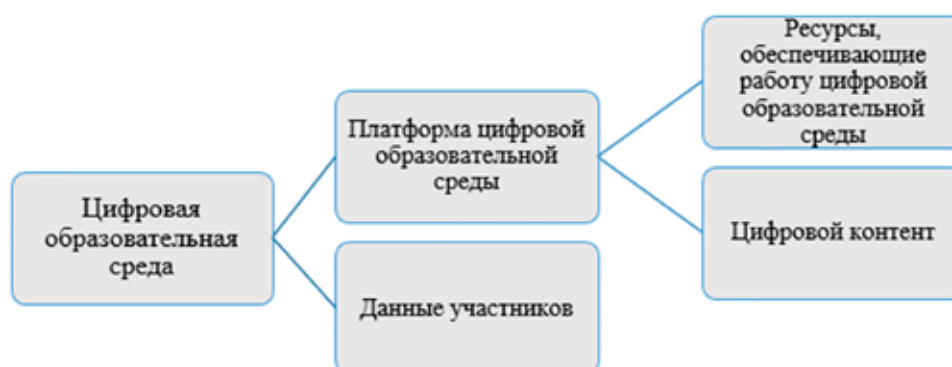 Цифровая
образовательная
среда
Платформа цифровой
образовательной
среды
Данные участников
Ресурсы,
обеспечивающие
работу цифровой
образовательной
среды
Цифровой контент